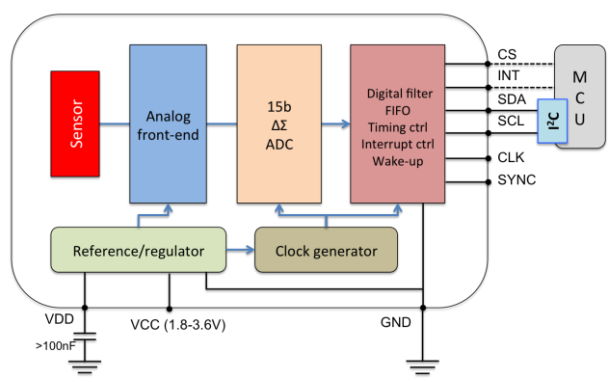 Sensor
Analog
front-end
15b
ΔΣ
ADC
Digital filter
FIFO
Timing ctrl
Interrupt ctrl
Wake-up
CS
INT
SDA
SCL
CLK
SYNC
I²C
M
C
U
Reference/regulator
Clock generator
VDD
VCC (1.8-3.6V)
GND
>100nF